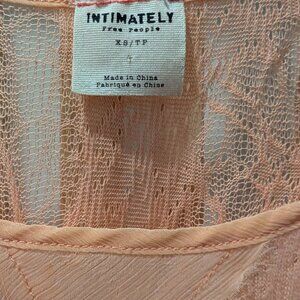 INTIMATELY
Free People
XS/TP
Made in China
Fabriqué en Chine